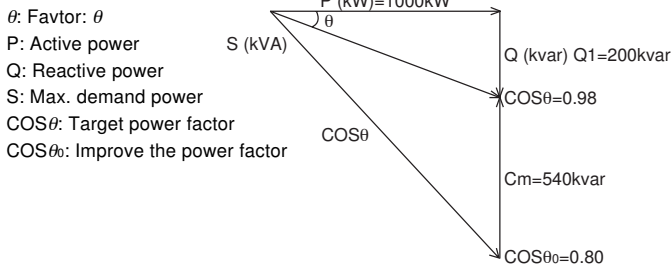 θ: Favtor: θ
P: Active power
Q: Reactive power
S: Max. demand power
COSθ: Target power factor
COSθ0: Improve the power factor
P (kW)=1000kW
θ
S (kVA)
Q (kvar) Q1=200kvar
COSθ=0.98
COSθ
Cm=540kvar
COSθ0=0.80